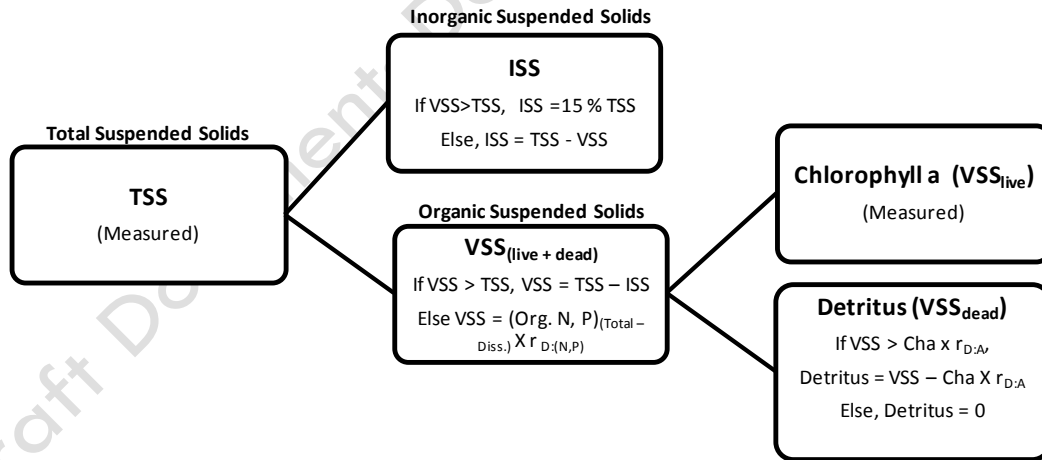 Inorganic Suspended Solids
ISS
If VSS>TSS, ISS =15 % TSS
Else, ISS = TSS - VSS
Total Suspended Solids
TSS
(Measured)
Organic Suspended Solids
VSS(live + dead)
If VSS > TSS, VSS = TSS – ISS
Else VSS = (Org. N, P)(Total –
Diss.) X r D:(N,P)
Chlorophyll a (VSSlive)
(Measured)
Detritus (VSSdead)
If VSS > Cha x rD:A,
Detritus = VSS – Cha X rD:A
Else, Detritus = 0